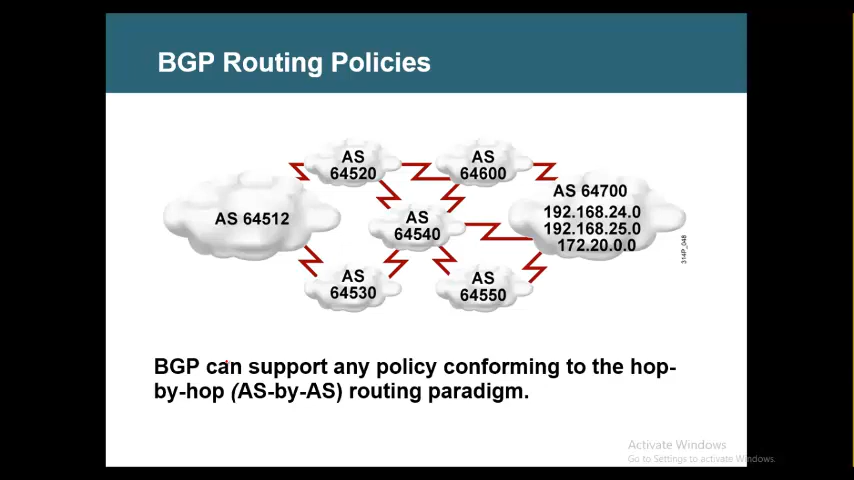 BGP Routing Policies
AS
64520
AS
64600
AS 64512
AS
64540
AS 64700
192.168.24.0
192.168.25.0
172.20.0.0
AS
64530
AS
64550
314P_048
BGP can support any policy conforming to the hop-
by-hop (AS-by-AS) routing paradigm.
Activate Windows
Go to Settings to activate Windows.